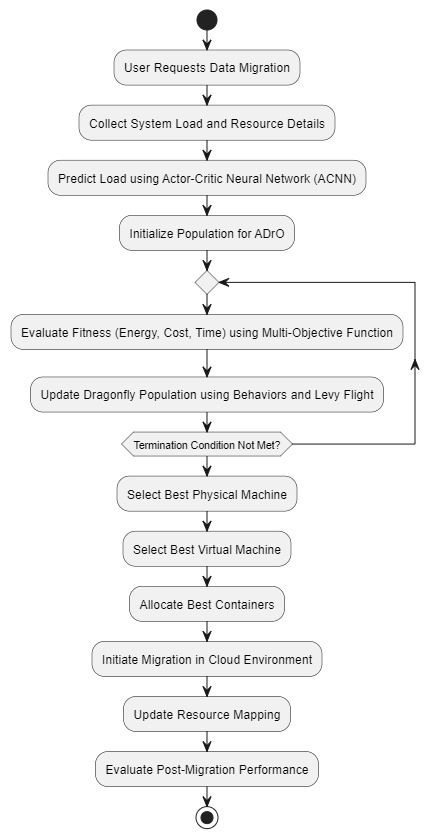 User Requests Data Migration
Collect System Load and Resource Details
Predict Load using Actor-Critic Neural Network (ACNN)
Initialize Population for ADrO
Evaluate Fitness (Energy, Cost, Time) using Multi-Objective Function
Update Dragonfly Population using Behaviors and Levy Flight
Termination Condition Not Met?
Select Best Physical Machine
Select Best Virtual Machine
Allocate Best Containers
Initiate Migration in Cloud Environment
Update Resource Mapping
Evaluate Post-Migration Performance